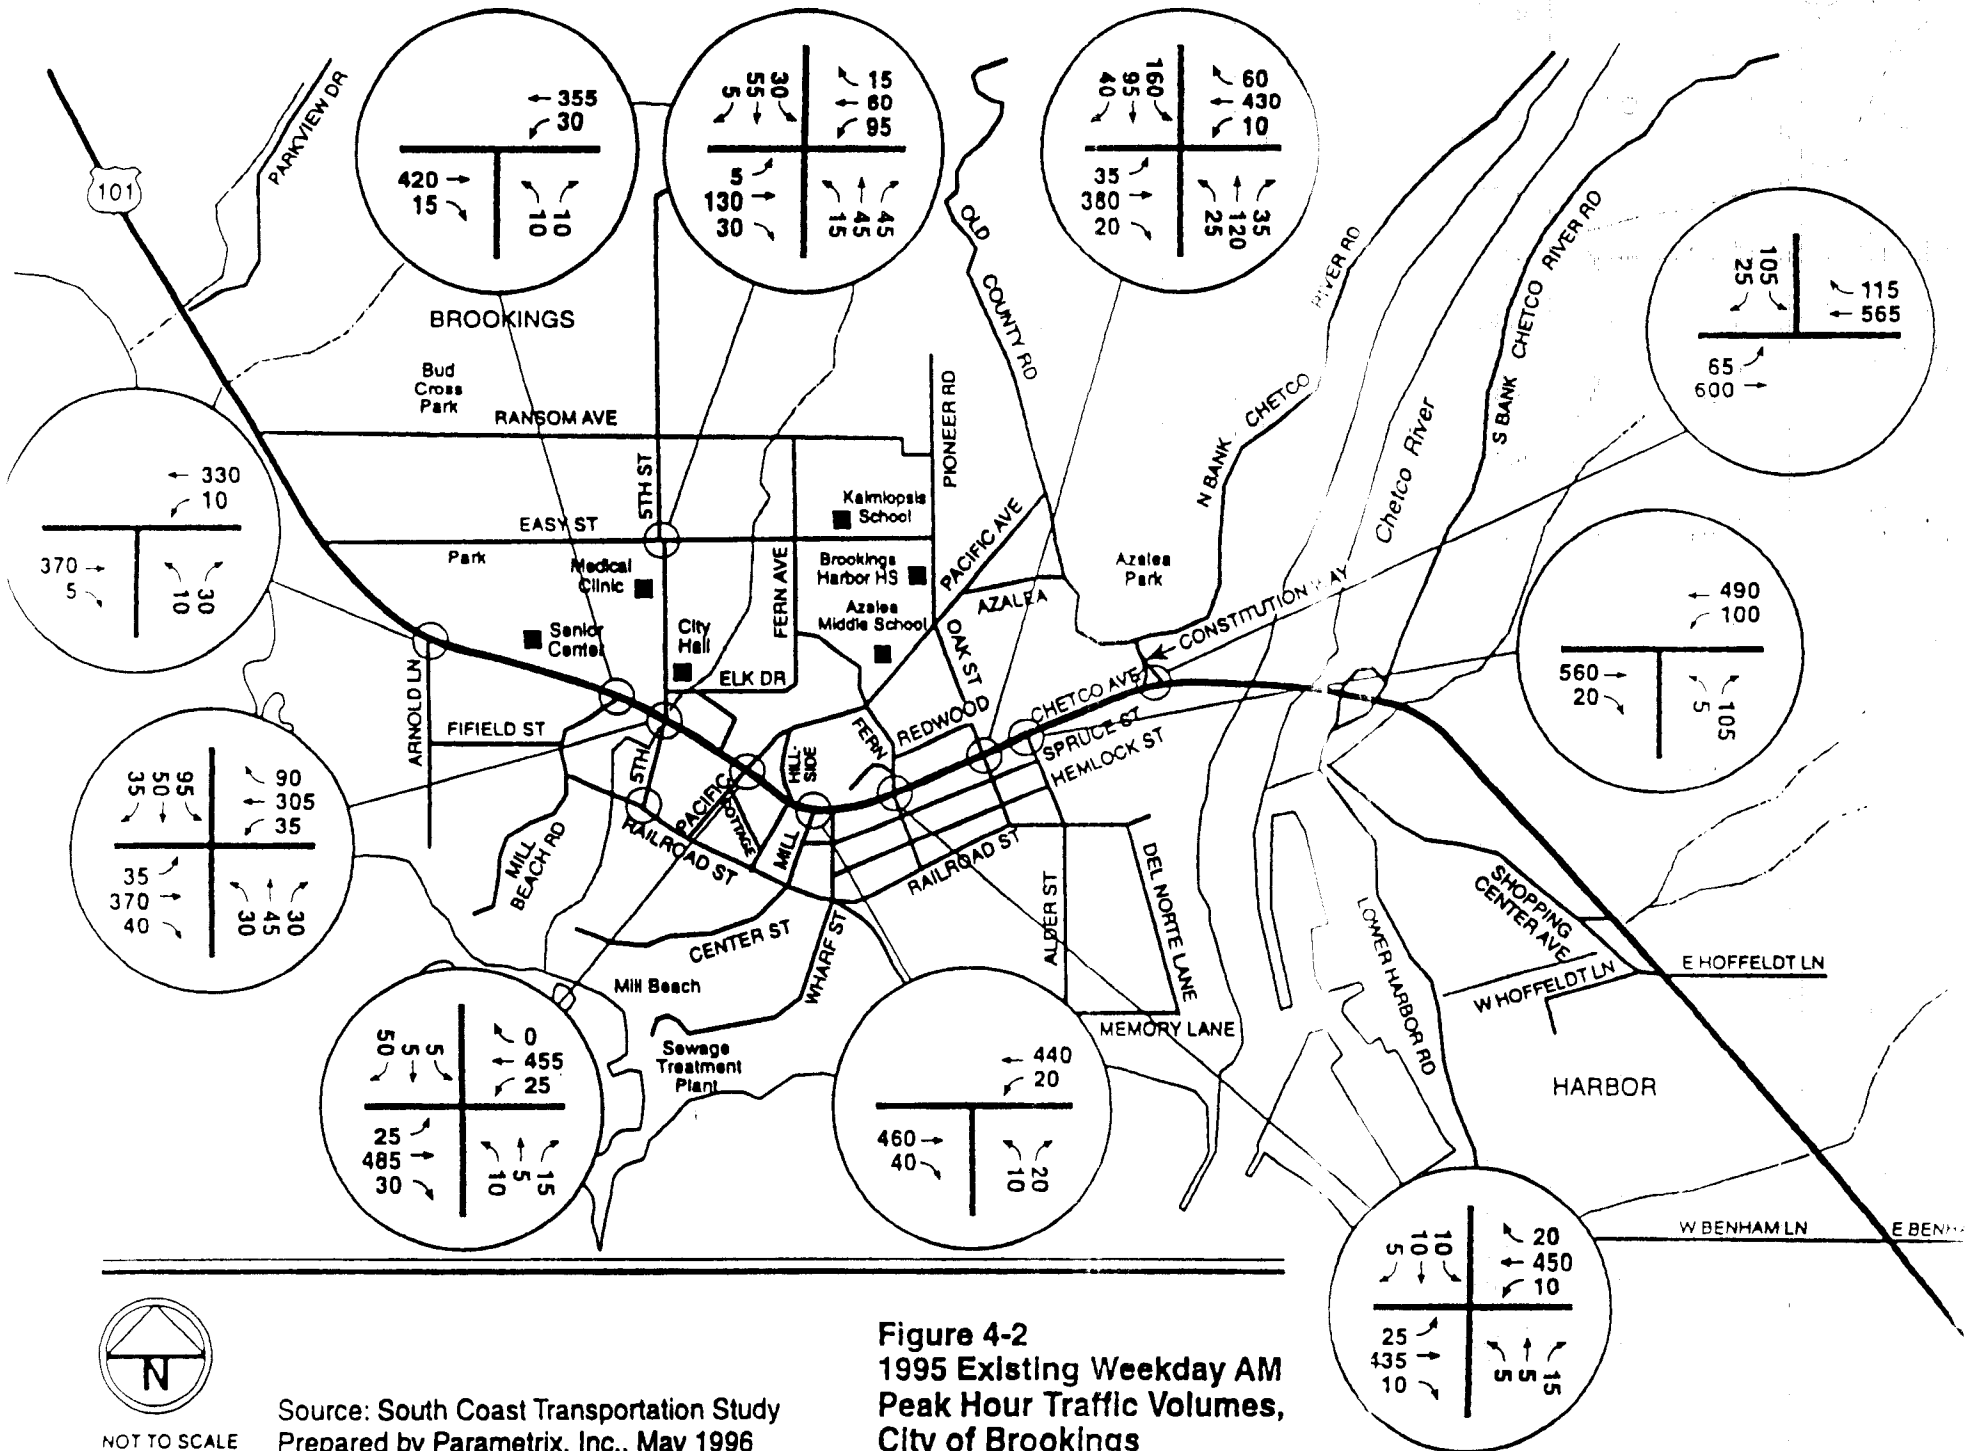 101
PARKVIEW DR
← 355
30
420 →
15
10
10
5
55
30
15
← 60
95
5
130 →
30
15
45
45
40
95
160
60
← 430
10
35
380 →
20
25
120
35
25
105
115
← 565
65
600 →
OLD
COUNTY RD
N BANK
CHETCO
RIVER RD
S BANK
CHETCO
RIVER RD
Chetco River
BROOKINGS
Bud
Cross
Park
RANSOM AVE
5TH ST
PIONEER RD
EASY ST
Park
Kalmiopsis
School
Medical
Clinic
FERN AVE
Brookings
Harbor HS
PACIFIC AVE
Azalea
Park
AZALEA
Azalea
Middle School
CONSTITUTION WAY
← 330
10
370 →
5
10
30
← 490
100
560 →
20
5
105
Senior
Center
City
Hall
ELK DR
OAK ST
CHETCO AVE
ARNOLD LN
FIFIELD ST
5TH
HILL-
SIDE
FERN
REDWOOD
SPRUCE ST
HEMLOCK ST
PACIFIC
COTTAGE
MILL
RAILROAD ST
RAILROAD ST
MILL
BEACH RD
CENTER ST
WHARF ST
ALDER ST
DEL NORTE LANE
MEMORY LANE
LOWER HARBOR RD
SHOPPING
CENTER AVE
E HOFFELDT LN
W HOFFELDT LN
HARBOR
35
50
95
90
← 305
35
35
370 →
40
30
45
30
Mill Beach
Sewage
Treatment
Plant
50
5
5
0
← 455
25
25
485 →
30
10
5
15
← 440
20
460 →
40
10
20
W BENHAM LN
5
10
10
20
← 450
10
25
435 →
10
5
5
15
N
NOT TO SCALE
Source: South Coast Transportation Study
Prepared by Parametrix, Inc., May 1996
Figure 4-2
1995 Existing Weekday AM
Peak Hour Traffic Volumes,
City of Brookings